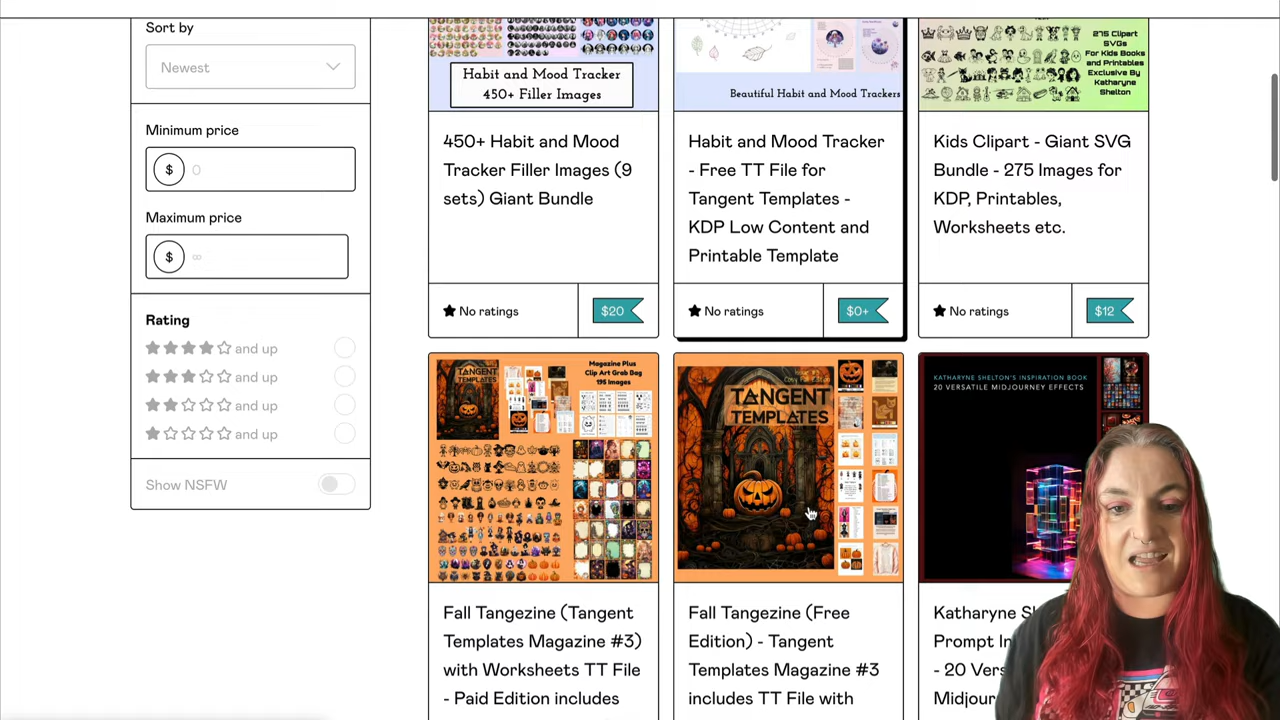 Sort by
Newest
Minimum price
$ 0
Maximum price
$ ∞
Rating
and up
and up
and up
and up
Show NSFW
Habit and Mood Tracker
450+ Filler Images
450+ Habit and Mood
Tracker Filler Images (9
sets) Giant Bundle
No ratings
$20
Beautiful Habit and Mood Trackers
Habit and Mood Tracker
- Free TT File for
Tangent Templates -
KDP Low Content and
Printable Template
No ratings
$0+
275 Clipart
SVGs
For Kids Books
and Printables
Exclusive By
Katharyne
Shelton
Kids Clipart - Giant SVG
Bundle - 275 Images for
KDP, Printables,
Worksheets etc.
No ratings
$12
TANGENT
TEMPLATES
Magazine Plus
Clip Art Grab Bag
195 Images
Fall Tangezine (Tangent
Templates Magazine #3)
with Worksheets TT File
- Paid Edition includes
TANGENT
TEMPLATES
Fall Tangezine (Free
Edition) - Tangent
Templates Magazine #3
includes TT File with
KATHARYNE SHELTON'S INSPIRATION BOOK
20 VERSATILE MIDJOURNEY EFFECTS
Katharyne
Prompt
- 20